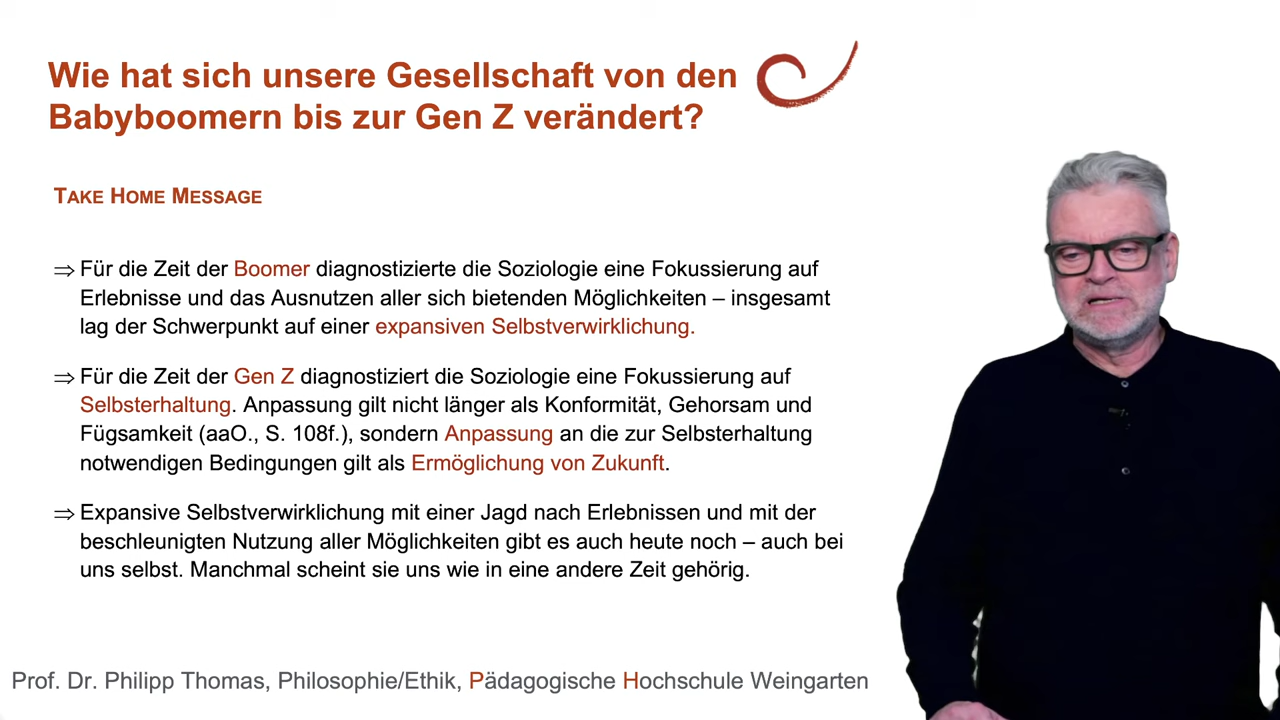 Wie hat sich unsere Gesellschaft von den
Babyboomern bis zur Gen Z verändert?
TAKE HOME MESSAGE
⇒ Für die Zeit der Boomer diagnostizierte die Soziologie eine Fokussierung auf
Erlebnisse und das Ausnutzen aller sich bietenden Möglichkeiten – insgesamt
lag der Schwerpunkt auf einer expansiven Selbstverwirklichung.
⇒ Für die Zeit der Gen Z diagnostiziert die Soziologie eine Fokussierung auf
Selbsterhaltung. Anpassung gilt nicht länger als Konformität, Gehorsam und
Fügsamkeit (aaO., S. 108f.), sondern Anpassung an die zur Selbsterhaltung
notwendigen Bedingungen gilt als Ermöglichung von Zukunft.
⇒ Expansive Selbstverwirklichung mit einer Jagd nach Erlebnissen und mit der
beschleunigten Nutzung aller Möglichkeiten gibt es auch heute noch – auch bei
uns selbst. Manchmal scheint sie uns wie in eine andere Zeit gehörig.
Prof. Dr. Philipp Thomas, Philosophie/Ethik, Pädagogische Hochschule Weingarten